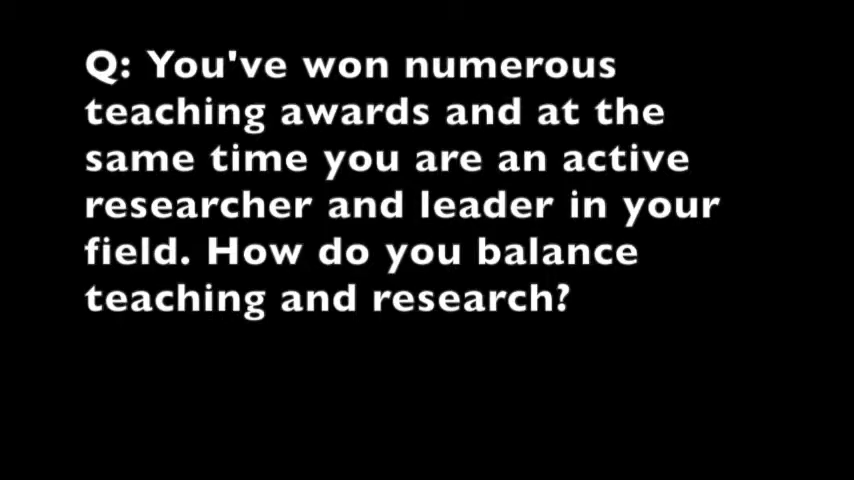 Q: You've won numerous
teaching awards and at the
same time you are an active
researcher and leader in your
field. How do you balance
teaching and research?